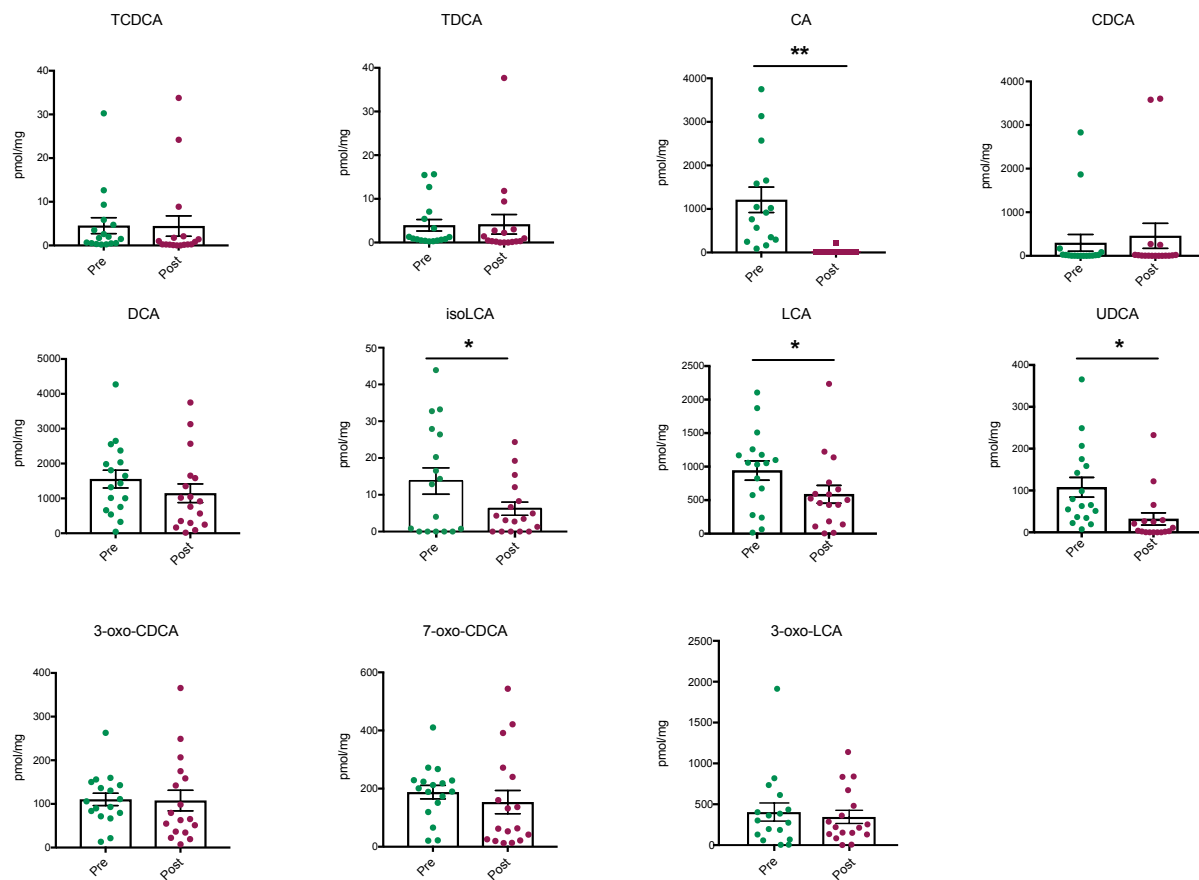 TCDCA
TDCA
CA
CDCA
40
30
20
10
0
pmol/mg
Pre
Post
40
30
20
10
0
pmol/mg
Pre
Post
**
4000
3000
2000
1000
0
pmol/mg
Pre
Post
4000
3000
2000
1000
0
pmol/mg
Pre
Post
DCA
isoLCA
LCA
UDCA
5000
4000
3000
2000
1000
0
pmol/mg
Pre
Post
*
50
40
30
20
10
0
pmol/mg
Pre
Post
*
2500
2000
1500
1000
500
0
pmol/mg
Pre
Post
*
400
300
200
100
0
pmol/mg
Pre
Post
3-oxo-CDCA
7-oxo-CDCA
3-oxo-LCA
400
300
200
100
0
pmol/mg
Pre
Post
600
400
200
0
pmol/mg
Pre
Post
2500
2000
1500
1000
500
0
pmol/mg
Pre
Post